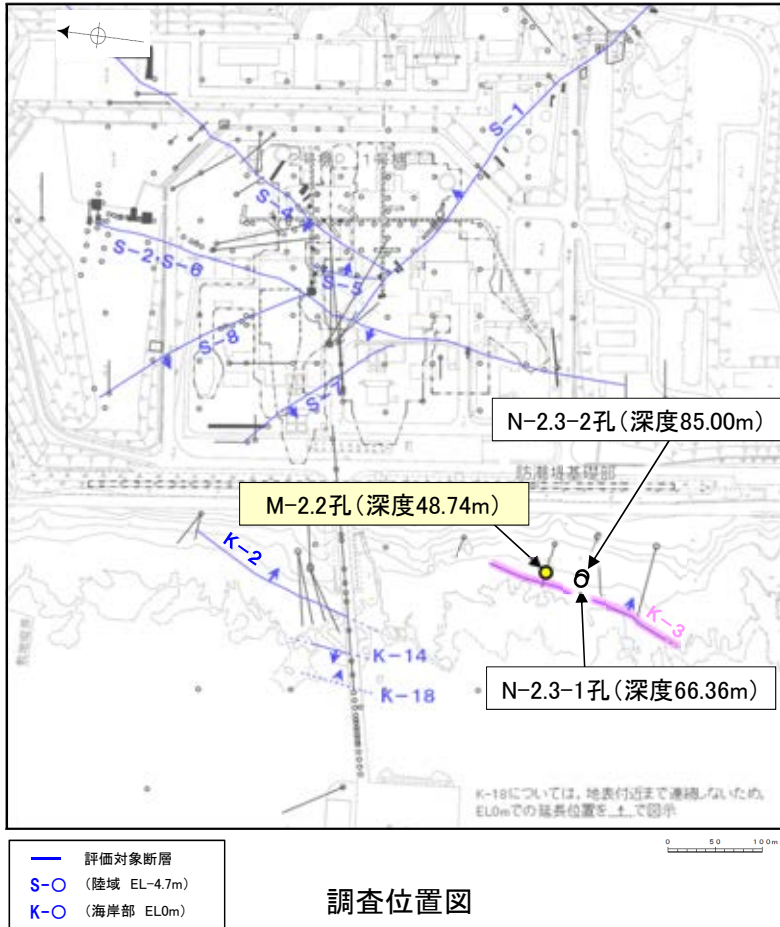 S-1
2号機
1号機
S-4
S-2・S-6
S-5
S-8
S-7
N-2.3-2孔(深度85.00m)
防潮堤基礎部
M-2.2孔(深度48.74m)
K-2
K-3
K-14
N-2.3-1孔(深度66.36m)
K-18
K-18については、地表付近まで連続しないため、
EL0mでの延長位置を
で図示
0 50 100m
評価対象断層
S-○ (陸域 EL-4.7m)
K-○ (海岸部 EL0m)
調査位置図